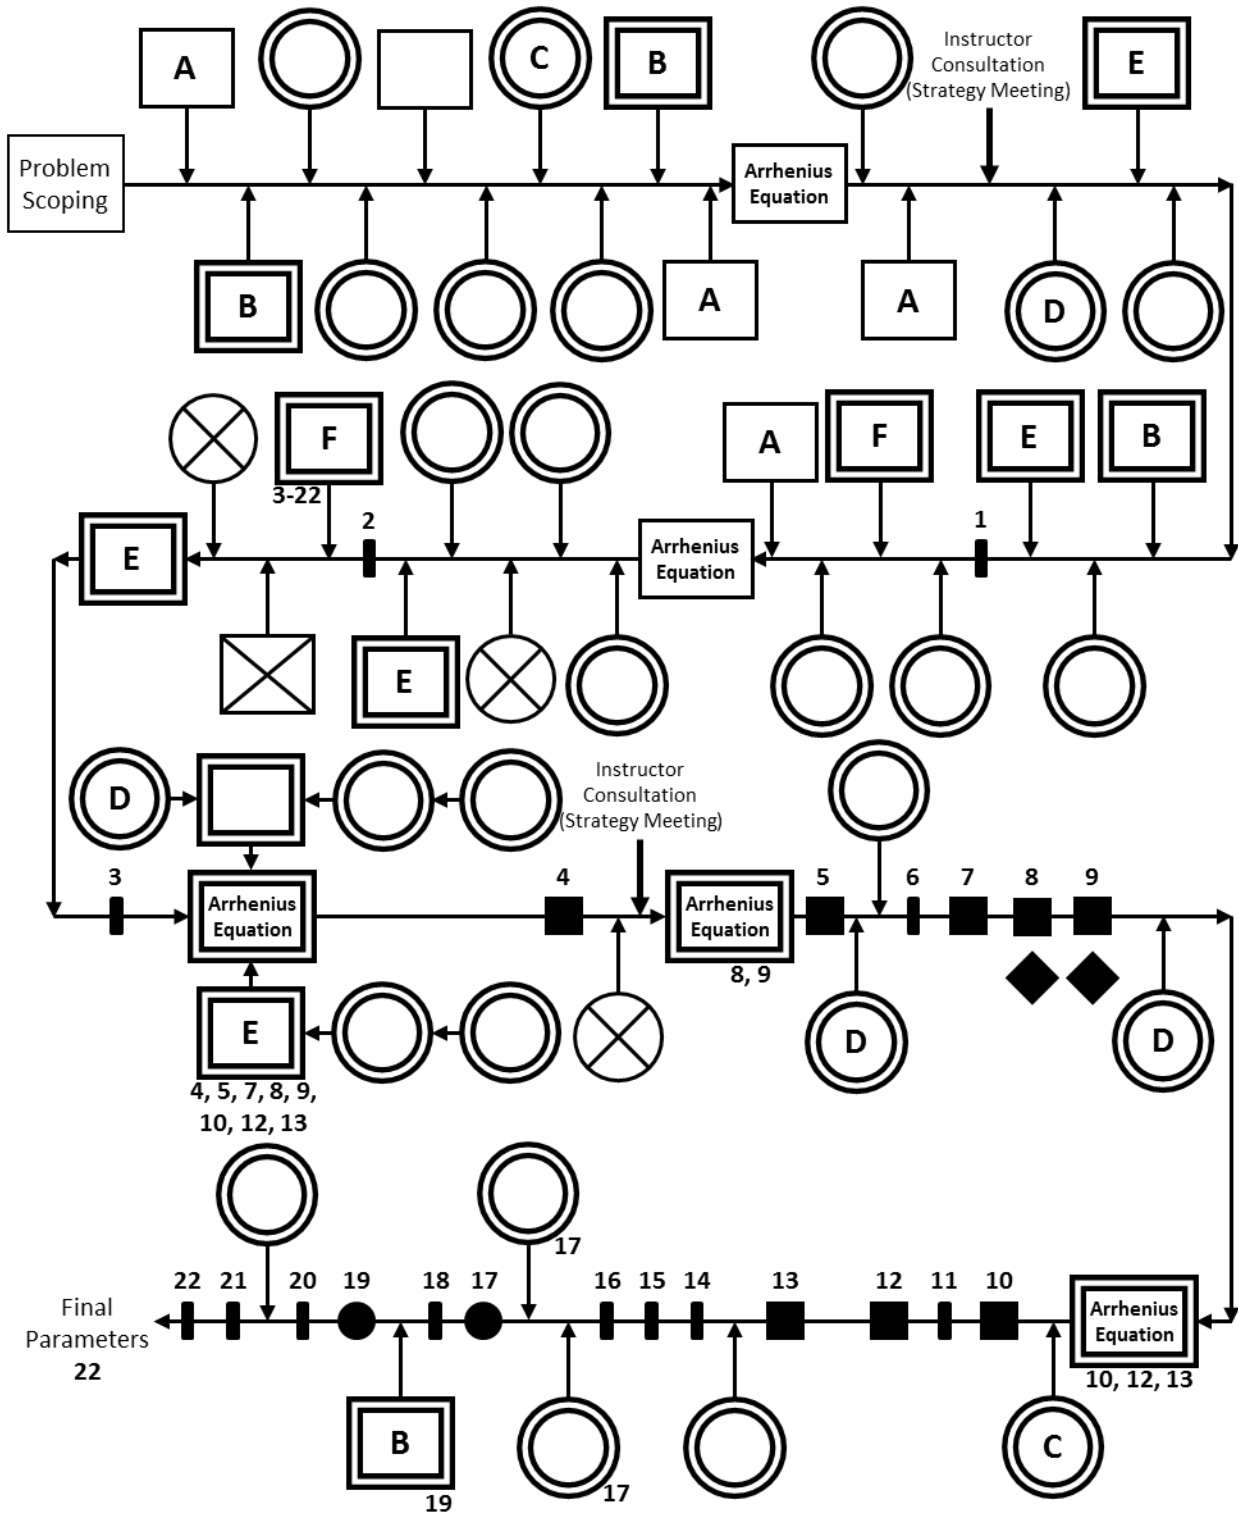 A
C
B
Instructor
Consultation
(Strategy Meeting)
E
Problem
Scoping
Arrhenius
Equation
B
A
A
D
F
3-22
A
F
E
B
2
1
E
Arrhenius
Equation
E
D
Instructor
Consultation
(Strategy Meeting)
3
Arrhenius
Equation
4
Arrhenius
Equation
8, 9
5
6
7
8
9
E
4, 5, 7, 8, 9,
10, 12, 13
D
D
17
22
21
20
19
18
17
16
15
14
13
12
11
10
Final
Parameters
22
Arrhenius
Equation
10, 12, 13
B
19
17
C